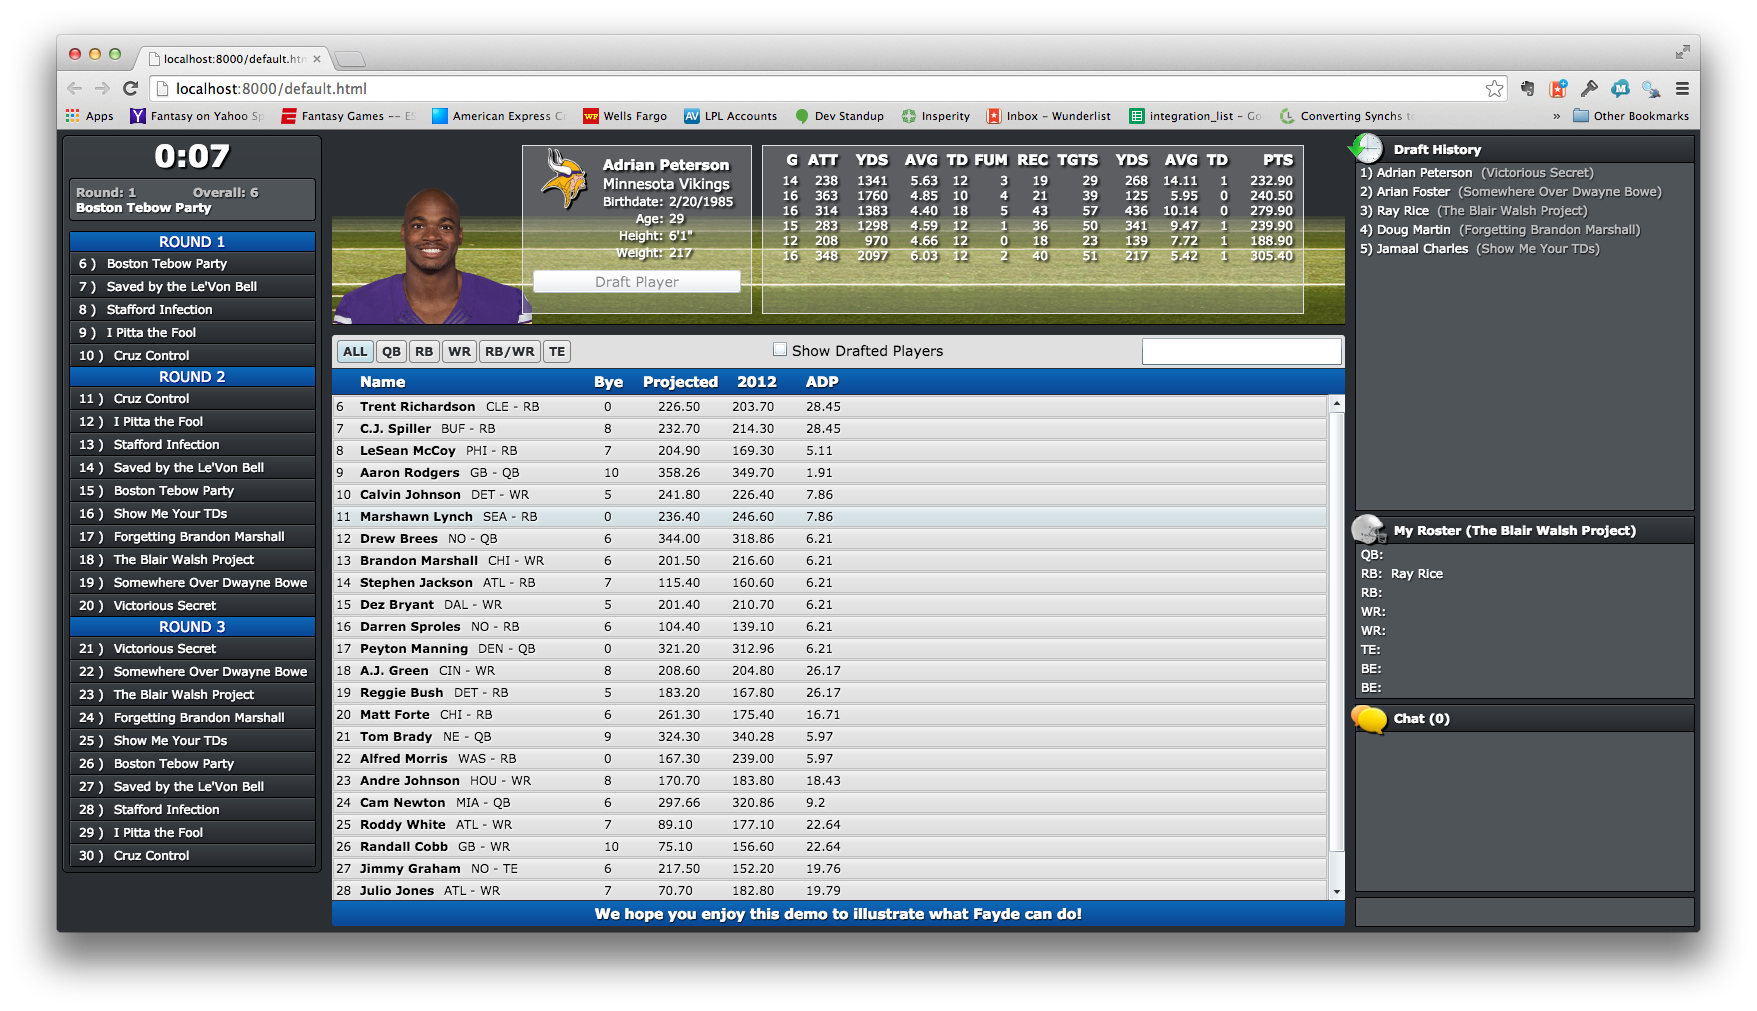 localhost:8000/default.htm
localhost:8000/default.html
Apps
Fantasy on Yahoo Sp
Fantasy Games -- ES
American Express Cr
WF Wells Fargo
AV LPL Accounts
Dev Standup
Insperity
Inbox - Wunderlist
integration_list - Go
Converting Synchs to
» Other Bookmarks
0:07
Round: 1 Overall: 6
Boston Tebow Party
ROUND 1
6 ) Boston Tebow Party
7 ) Saved by the Le'Von Bell
8 ) Stafford Infection
9 ) I Pitta the Fool
10 ) Cruz Control
ROUND 2
11 ) Cruz Control
12 ) I Pitta the Fool
13 ) Stafford Infection
14 ) Saved by the Le'Von Bell
15 ) Boston Tebow Party
16 ) Show Me Your TDs
17 ) Forgetting Brandon Marshall
18 ) The Blair Walsh Project
19 ) Somewhere Over Dwayne Bowe
20 ) Victorious Secret
ROUND 3
21 ) Victorious Secret
22 ) Somewhere Over Dwayne Bowe
23 ) The Blair Walsh Project
24 ) Forgetting Brandon Marshall
25 ) Show Me Your TDs
26 ) Boston Tebow Party
27 ) Saved by the Le'Von Bell
28 ) Stafford Infection
29 ) I Pitta the Fool
30 ) Cruz Control
Adrian Peterson
Minnesota Vikings
Birthdate: 2/20/1985
Age: 29
Height: 6'1"
Weight: 217
Draft Player
G ATT YDS AVG TD FUM REC TGTS YDS AVG TD PTS
14 238 1341 5.63 12 3 19 29 268 14.11 1 232.90
16 363 1760 4.85 10 4 21 39 125 5.95 0 240.50
16 314 1383 4.40 18 5 43 57 436 10.14 0 279.90
15 283 1298 4.59 12 1 36 50 341 9.47 1 239.90
12 208 970 4.66 12 0 18 23 139 7.72 1 188.90
16 348 2097 6.03 12 2 40 51 217 5.42 1 305.40
ALL QB RB WR RB/WR TE
Show Drafted Players
Name Bye Projected 2012 ADP
6 Trent Richardson CLE - RB 0 226.50 203.70 28.45
7 C.J. Spiller BUF - RB 8 232.70 214.30 28.45
8 LeSean McCoy PHI - RB 7 204.90 169.30 5.11
9 Aaron Rodgers GB - QB 10 358.26 349.70 1.91
10 Calvin Johnson DET - WR 5 241.80 226.40 7.86
11 Marshawn Lynch SEA - RB 0 236.40 246.60 7.86
12 Drew Brees NO - QB 6 344.00 318.86 6.21
13 Brandon Marshall CHI - WR 6 201.50 216.60 6.21
14 Stephen Jackson ATL - RB 7 115.40 160.60 6.21
15 Dez Bryant DAL - WR 5 201.40 210.70 6.21
16 Darren Sproles NO - RB 6 104.40 139.10 6.21
17 Peyton Manning DEN - QB 0 321.20 312.96 6.21
18 A.J. Green CIN - WR 8 208.60 204.80 26.17
19 Reggie Bush DET - RB 5 183.20 167.80 26.17
20 Matt Forte CHI - RB 6 261.30 175.40 16.71
21 Tom Brady NE - QB 9 324.30 340.28 5.97
22 Alfred Morris WAS - RB 0 167.30 239.00 5.97
23 Andre Johnson HOU - WR 8 170.70 183.80 18.43
24 Cam Newton MIA - QB 6 297.66 320.86 9.2
25 Roddy White ATL - WR 7 89.10 177.10 22.64
26 Randall Cobb GB - WR 10 75.10 156.60 22.64
27 Jimmy Graham NO - TE 6 217.50 152.20 19.76
28 Julio Jones ATL - WR 7 70.70 182.80 19.79
We hope you enjoy this demo to illustrate what Fayde can do!
Draft History
1) Adrian Peterson (Victorious Secret)
2) Arian Foster (Somewhere Over Dwayne Bowe)
3) Ray Rice (The Blair Walsh Project)
4) Doug Martin (Forgetting Brandon Marshall)
5) Jamaal Charles (Show Me Your TDs)
My Roster (The Blair Walsh Project)
QB:
RB: Ray Rice
RB:
WR:
WR:
TE:
BE:
BE:
Chat (0)